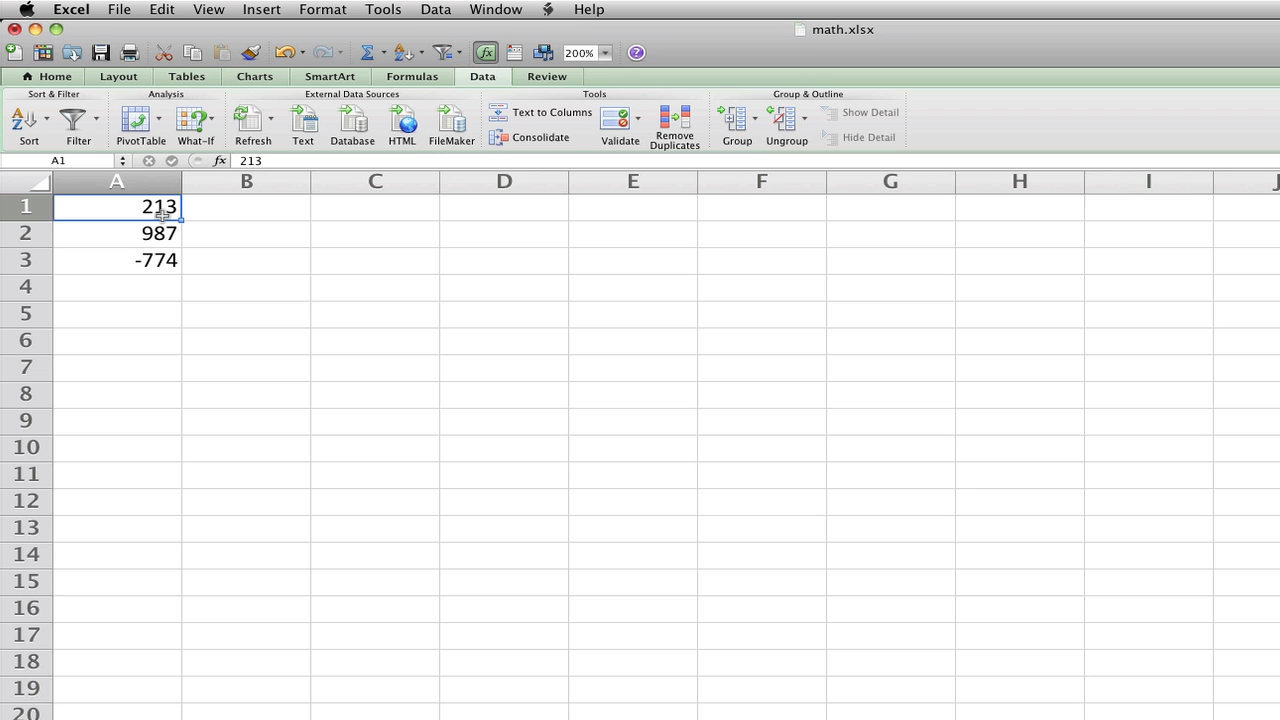 Excel File Edit View Insert Format Tools Data Window Help
math.xlsx
200%
Home Layout Tables Charts SmartArt Formulas Data Review
Sort & Filter Analysis External Data Sources Tools Group & Outline
Text to Columns Show Detail
Consolidate Hide Detail
Sort Filter PivotTable What-If Refresh Text Database HTML FileMaker Validate Remove Duplicates Group Ungroup
A1 fx 213
A B C D E F G H I J
1 213
2 987
3 -774
4
5
6
7
8
9
10
11
12
13
14
15
16
17
18
19
20